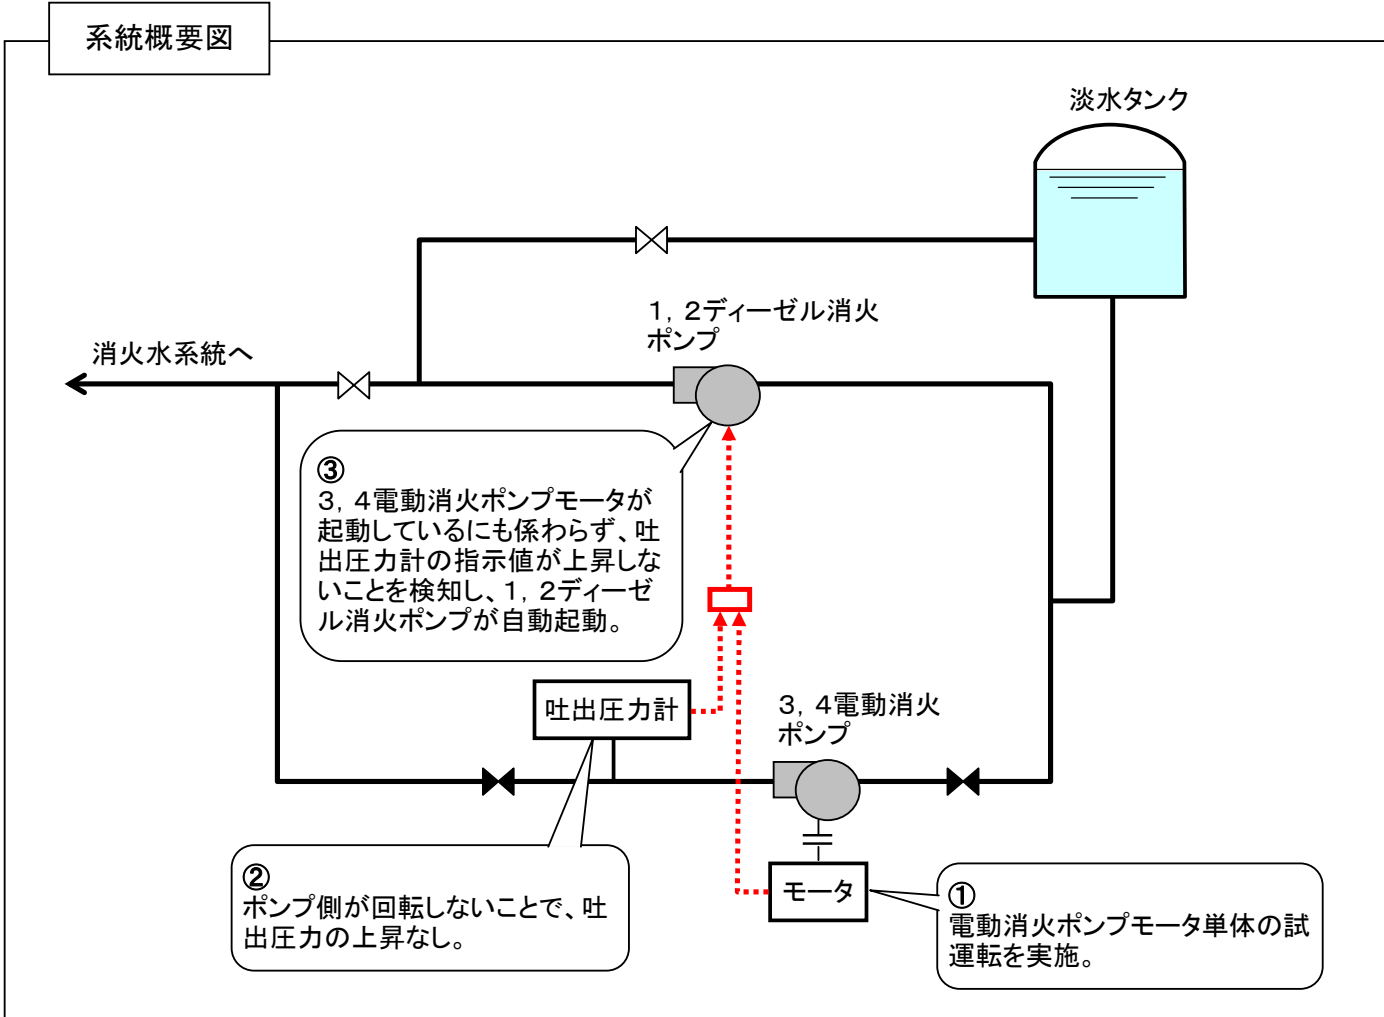 系統概要図
淡水タンク
1，2ディーゼル消火
ポンプ
消火水系統へ
③
3，4電動消火ポンプモータが
起動しているにも係わらず、吐
出圧力計の指示値が上昇しな
いことを検知し、1，2ディーゼ
ル消火ポンプが自動起動。
吐出圧力計
3，4電動消火
ポンプ
②
ポンプ側が回転しないことで、吐
出圧力の上昇なし。
モータ
①
電動消火ポンプモータ単体の試
運転を実施。